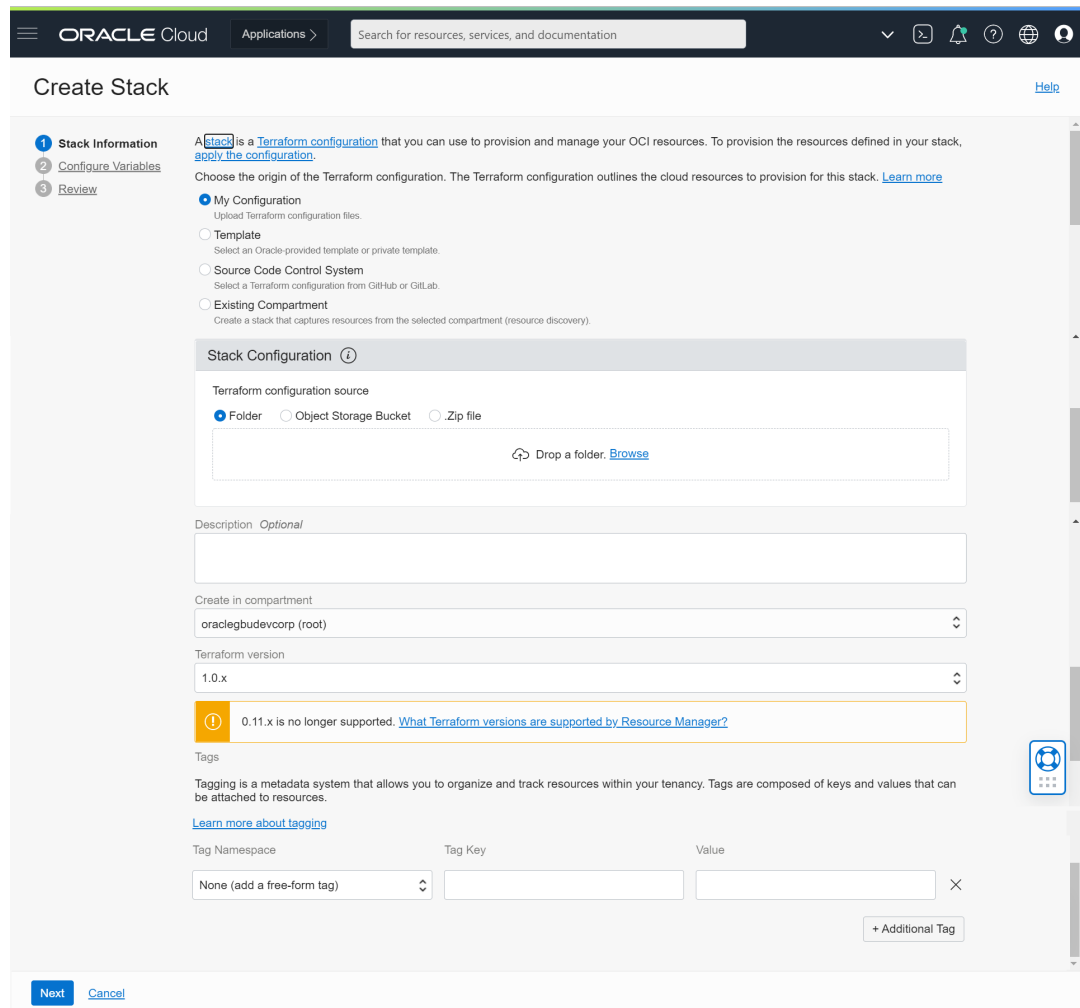 ORACLE Cloud
Applications >
Search for resources, services, and documentation
Create Stack
Help
1 Stack Information
2 Configure Variables
3 Review
A stack is a Terraform configuration that you can use to provision and manage your OCI resources. To provision the resources defined in your stack,
apply the configuration.
Choose the origin of the Terraform configuration. The Terraform configuration outlines the cloud resources to provision for this stack. Learn more
My Configuration
Upload Terraform configuration files.
Template
Select an Oracle-provided template or private template.
Source Code Control System
Select a Terraform configuration from GitHub or GitLab.
Existing Compartment
Create a stack that captures resources from the selected compartment (resource discovery).
Stack Configuration i
Terraform configuration source
Folder Object Storage Bucket .Zip file
Drop a folder. Browse
Description Optional
Create in compartment
oraclegbudevcorp (root)
Terraform version
1.0.x
0.11.x is no longer supported. What Terraform versions are supported by Resource Manager?
Tags
Tagging is a metadata system that allows you to organize and track resources within your tenancy. Tags are composed of keys and values that can
be attached to resources.
Learn more about tagging
Tag Namespace Tag Key Value
None (add a free-form tag)
+ Additional Tag
Next Cancel